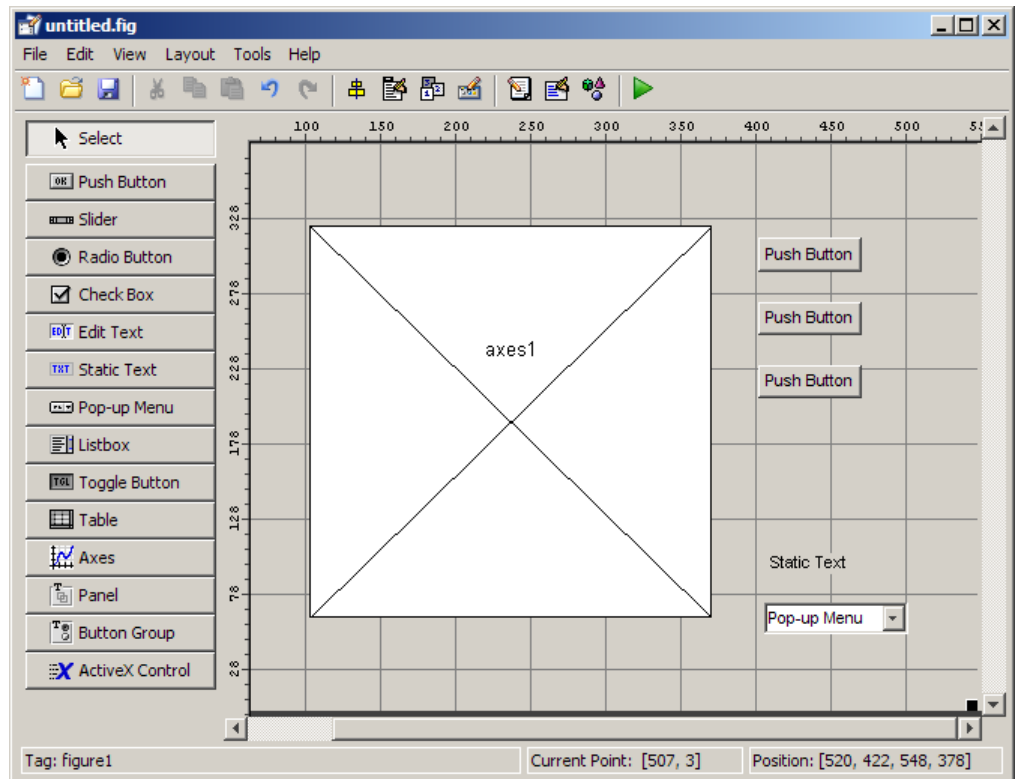 untitled.fig
File Edit View Layout Tools Help
Select
Push Button
Slider
Radio Button
Check Box
Edit Text
Static Text
Pop-up Menu
Listbox
Toggle Button
Table
Axes
Panel
Button Group
ActiveX Control
100 150 200 250 300 350 400 450 500
328
278
228
178
128
78
28
axes1
Push Button
Push Button
Push Button
Static Text
Pop-up Menu
Tag: figure1 Current Point: [507, 3] Position: [520, 422, 548, 378]